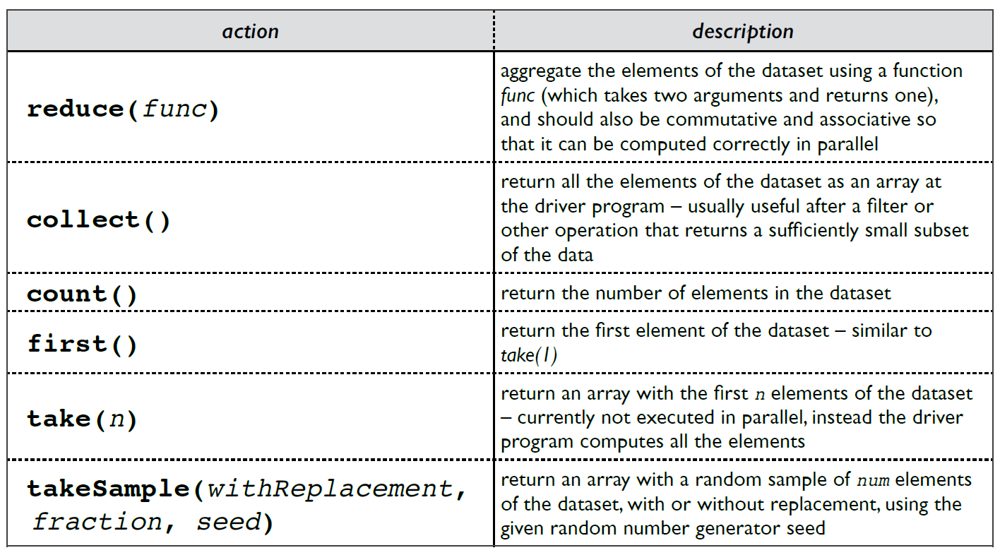 action
description
reduce(func)
aggregate the elements of the dataset using a function
func (which takes two arguments and returns one),
and should also be commutative and associative so
that it can be computed correctly in parallel
collect()
return all the elements of the dataset as an array at
the driver program – usually useful after a filter or
other operation that returns a sufficiently small subset
of the data
count()
return the number of elements in the dataset
first()
return the first element of the dataset – similar to
take(1)
take(n)
return an array with the first n elements of the dataset
– currently not executed in parallel, instead the driver
program computes all the elements
takeSample(withReplacement,
fraction, seed)
return an array with a random sample of num elements
of the dataset, with or without replacement, using the
given random number generator seed